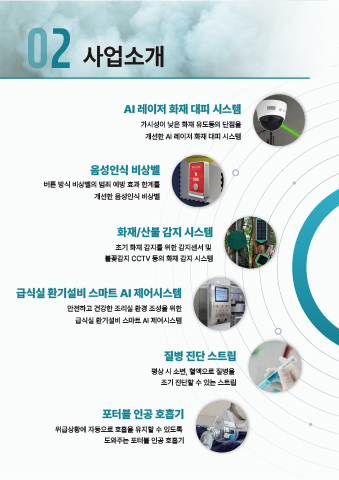 02 사업소개
AI 레이저 화재 대피 시스템
가시성이 낮은 화재 유도등의 단점을
개선한 AI 레이저 화재 대피 시스템
음성인식 비상벨
버튼 방식 비상벨의 범죄 예방 효과 한계를
개선한 음성인식 비상벨
화재/산불 감지 시스템
초기 화재 감지를 위한 감지센서 및
불꽃감지 CCTV 등의 화재 감지 시스템
급식실 환기설비 스마트 AI 제어시스템
안전하고 건강한 조리실 환경 조성을 위한
급식실 환기설비 스마트 AI 제어시스템
질병 진단 스트립
평상 시 소변, 혈액으로 질병을
조기 진단할 수 있는 스트립
포터블 인공 호흡기
위급상황에 자동으로 호흡을 유지할 수 있도록
도와주는 포터블 인공 호흡기